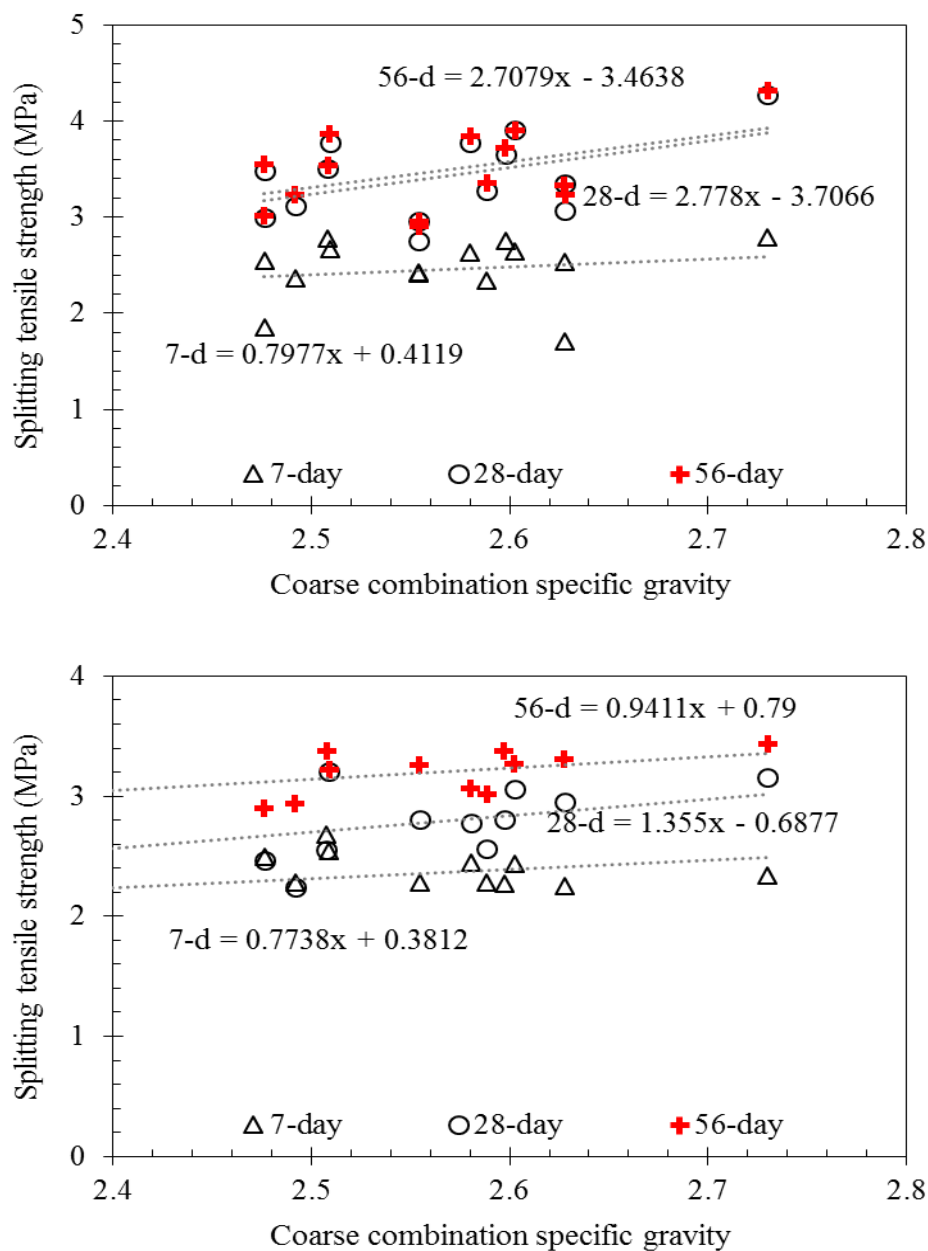 5
56-d = 2.7079x - 3.4638
4
28-d = 2.778x - 3.7066
3
2
7-d = 0.7977x + 0.4119
1
7-day 28-day 56-day
0
2.4 2.5 2.6 2.7 2.8
Splitting tensile strength (MPa)
Coarse combination specific gravity
4
56-d = 0.9411x + 0.79
3
28-d = 1.355x - 0.6877
2
7-d = 0.7738x + 0.3812
1
7-day 28-day 56-day
0
2.4 2.5 2.6 2.7 2.8
Splitting tensile strength (MPa)
Coarse combination specific gravity